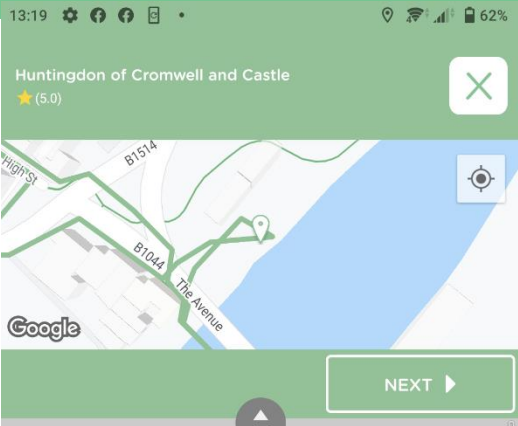 13:19
62%
Huntingdon of Cromwell and Castle
(5.0)
High St
B1514
B1044
The Avenue
Google
NEXT